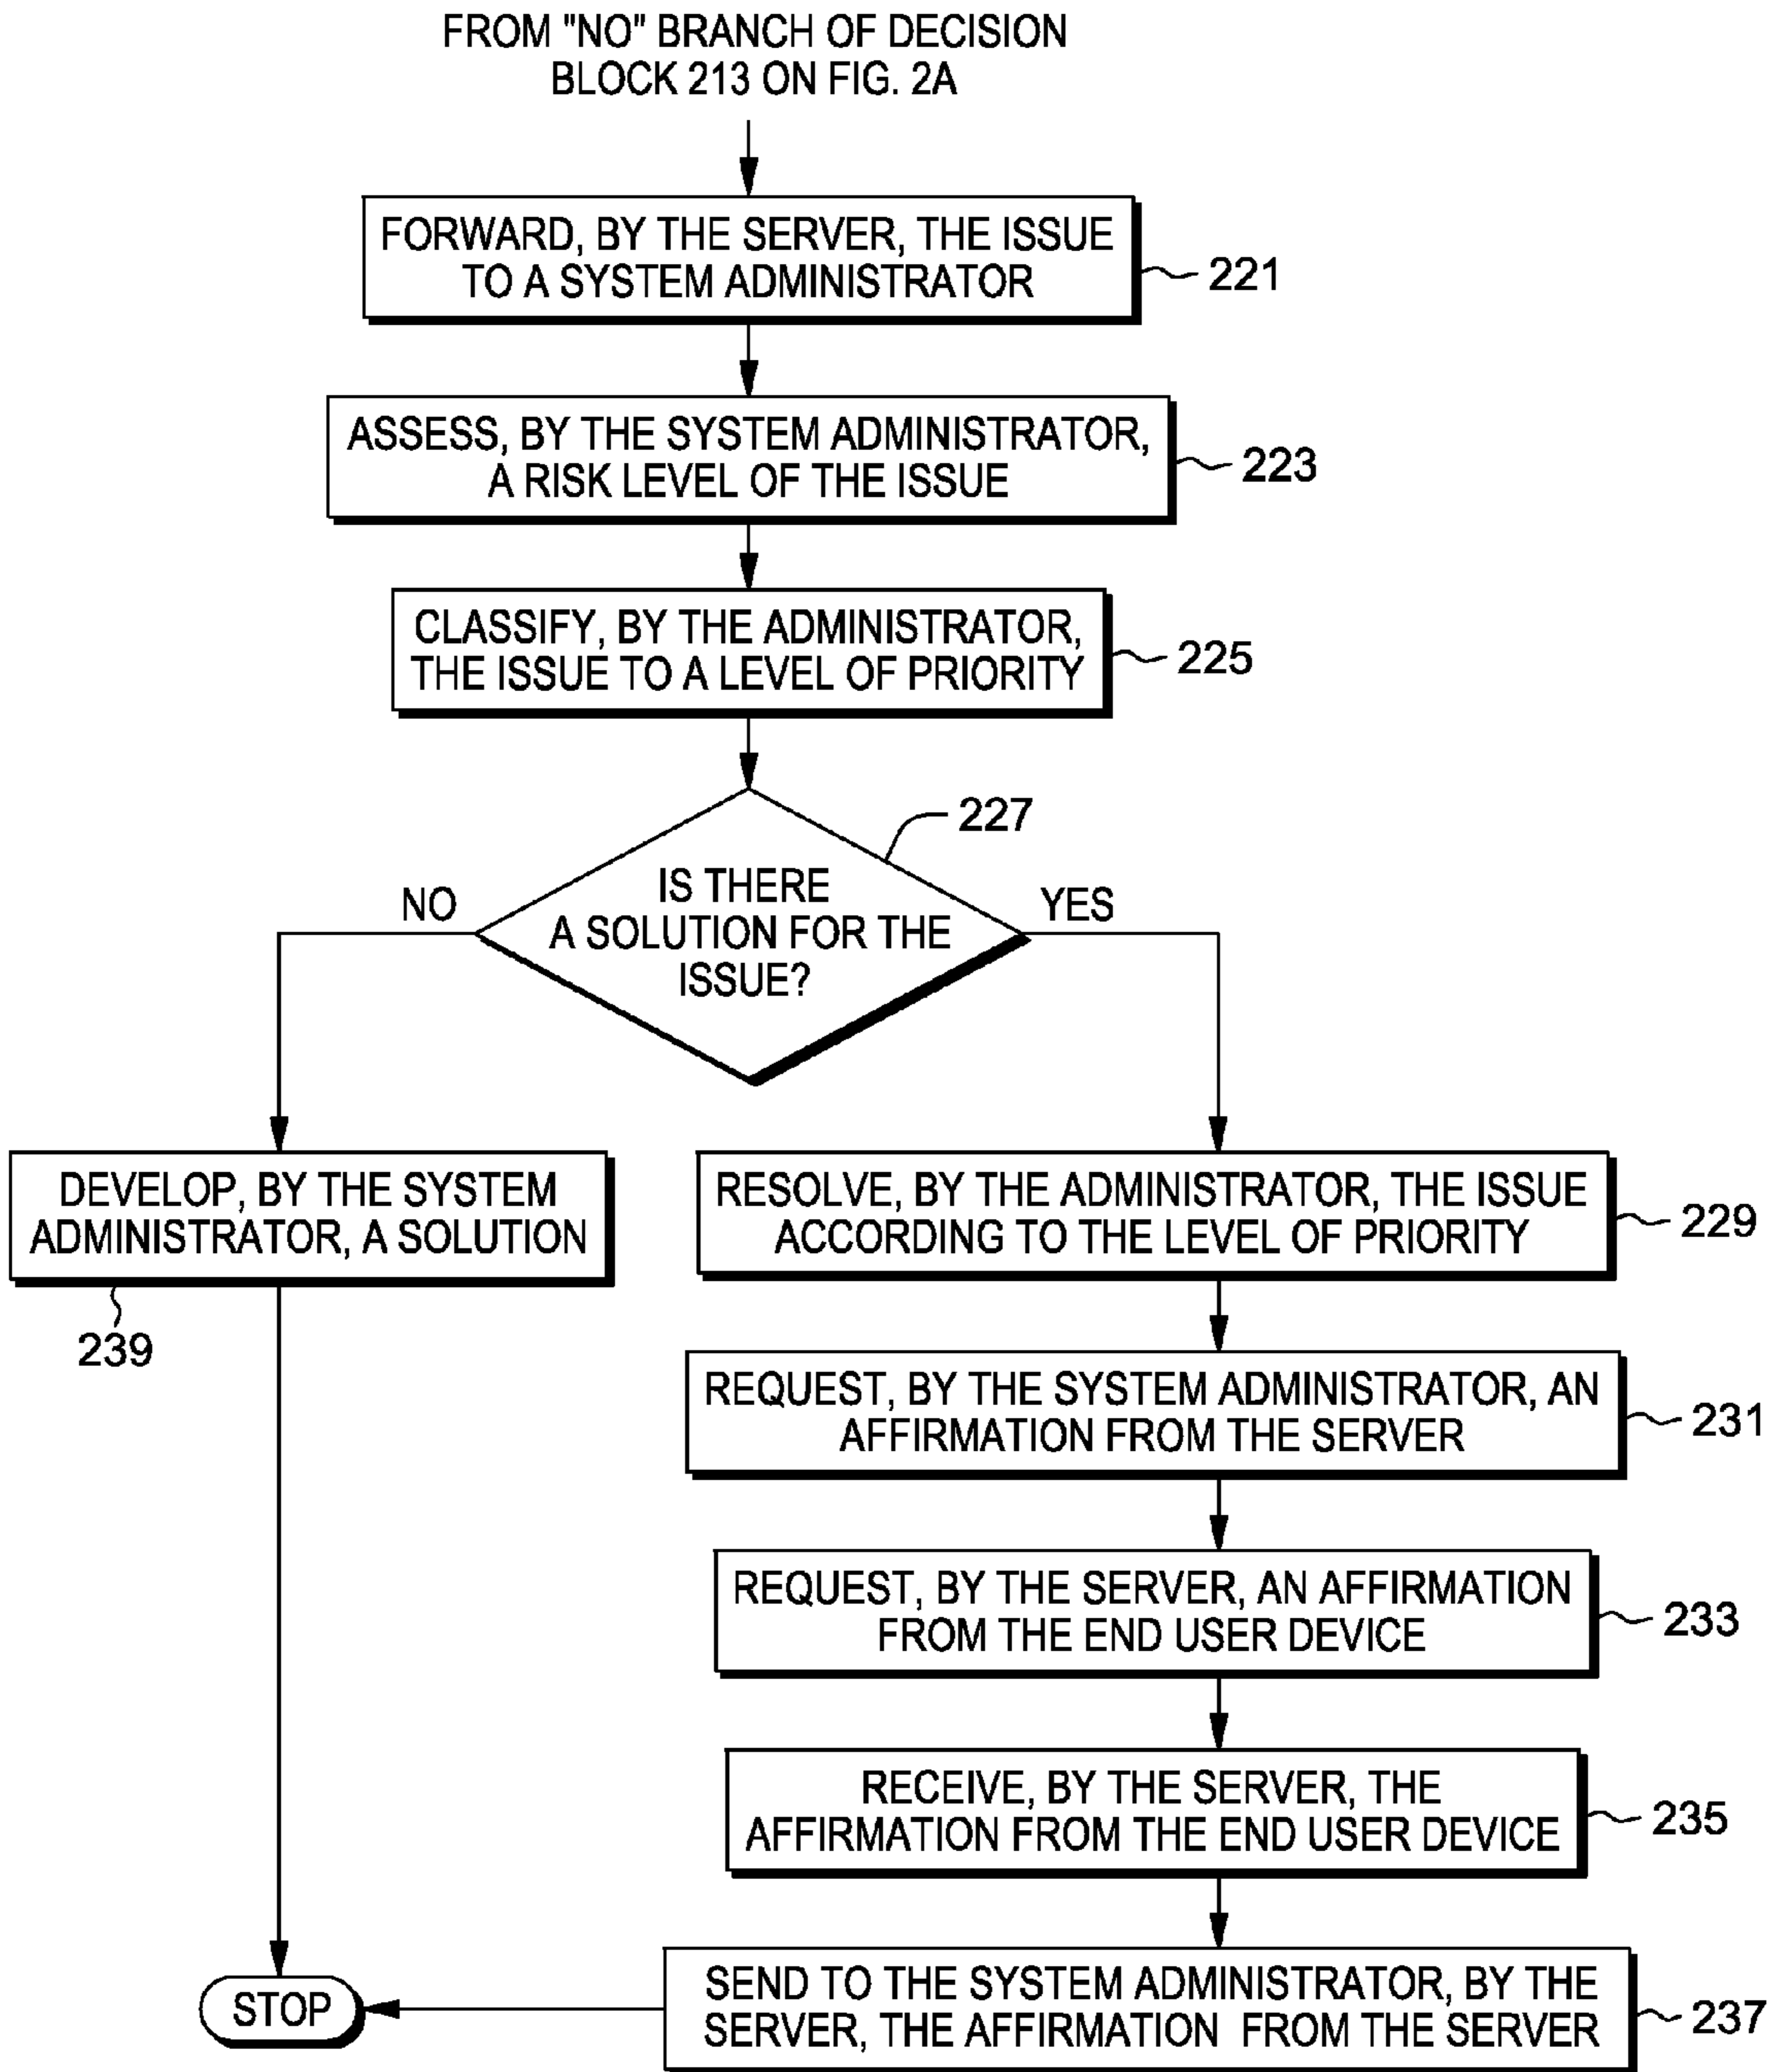 FROM "NO" BRANCH OF DECISION
BLOCK 213 ON FIG. 2A
FORWARD, BY THE SERVER, THE ISSUE
TO A SYSTEM ADMINISTRATOR
221
ASSESS, BY THE SYSTEM ADMINISTRATOR,
A RISK LEVEL OF THE ISSUE
223
CLASSIFY, BY THE ADMINISTRATOR,
THE ISSUE TO A LEVEL OF PRIORITY
225
227
IS THERE
A SOLUTION FOR THE
ISSUE?
NO
YES
DEVELOP, BY THE SYSTEM
ADMINISTRATOR, A SOLUTION
239
RESOLVE, BY THE ADMINISTRATOR, THE ISSUE
ACCORDING TO THE LEVEL OF PRIORITY
229
REQUEST, BY THE SYSTEM ADMINISTRATOR, AN
AFFIRMATION FROM THE SERVER
231
REQUEST, BY THE SERVER, AN AFFIRMATION
FROM THE END USER DEVICE
233
RECEIVE, BY THE SERVER, THE
AFFIRMATION FROM THE END USER DEVICE
235
SEND TO THE SYSTEM ADMINISTRATOR, BY THE
SERVER, THE AFFIRMATION FROM THE SERVER
237
STOP